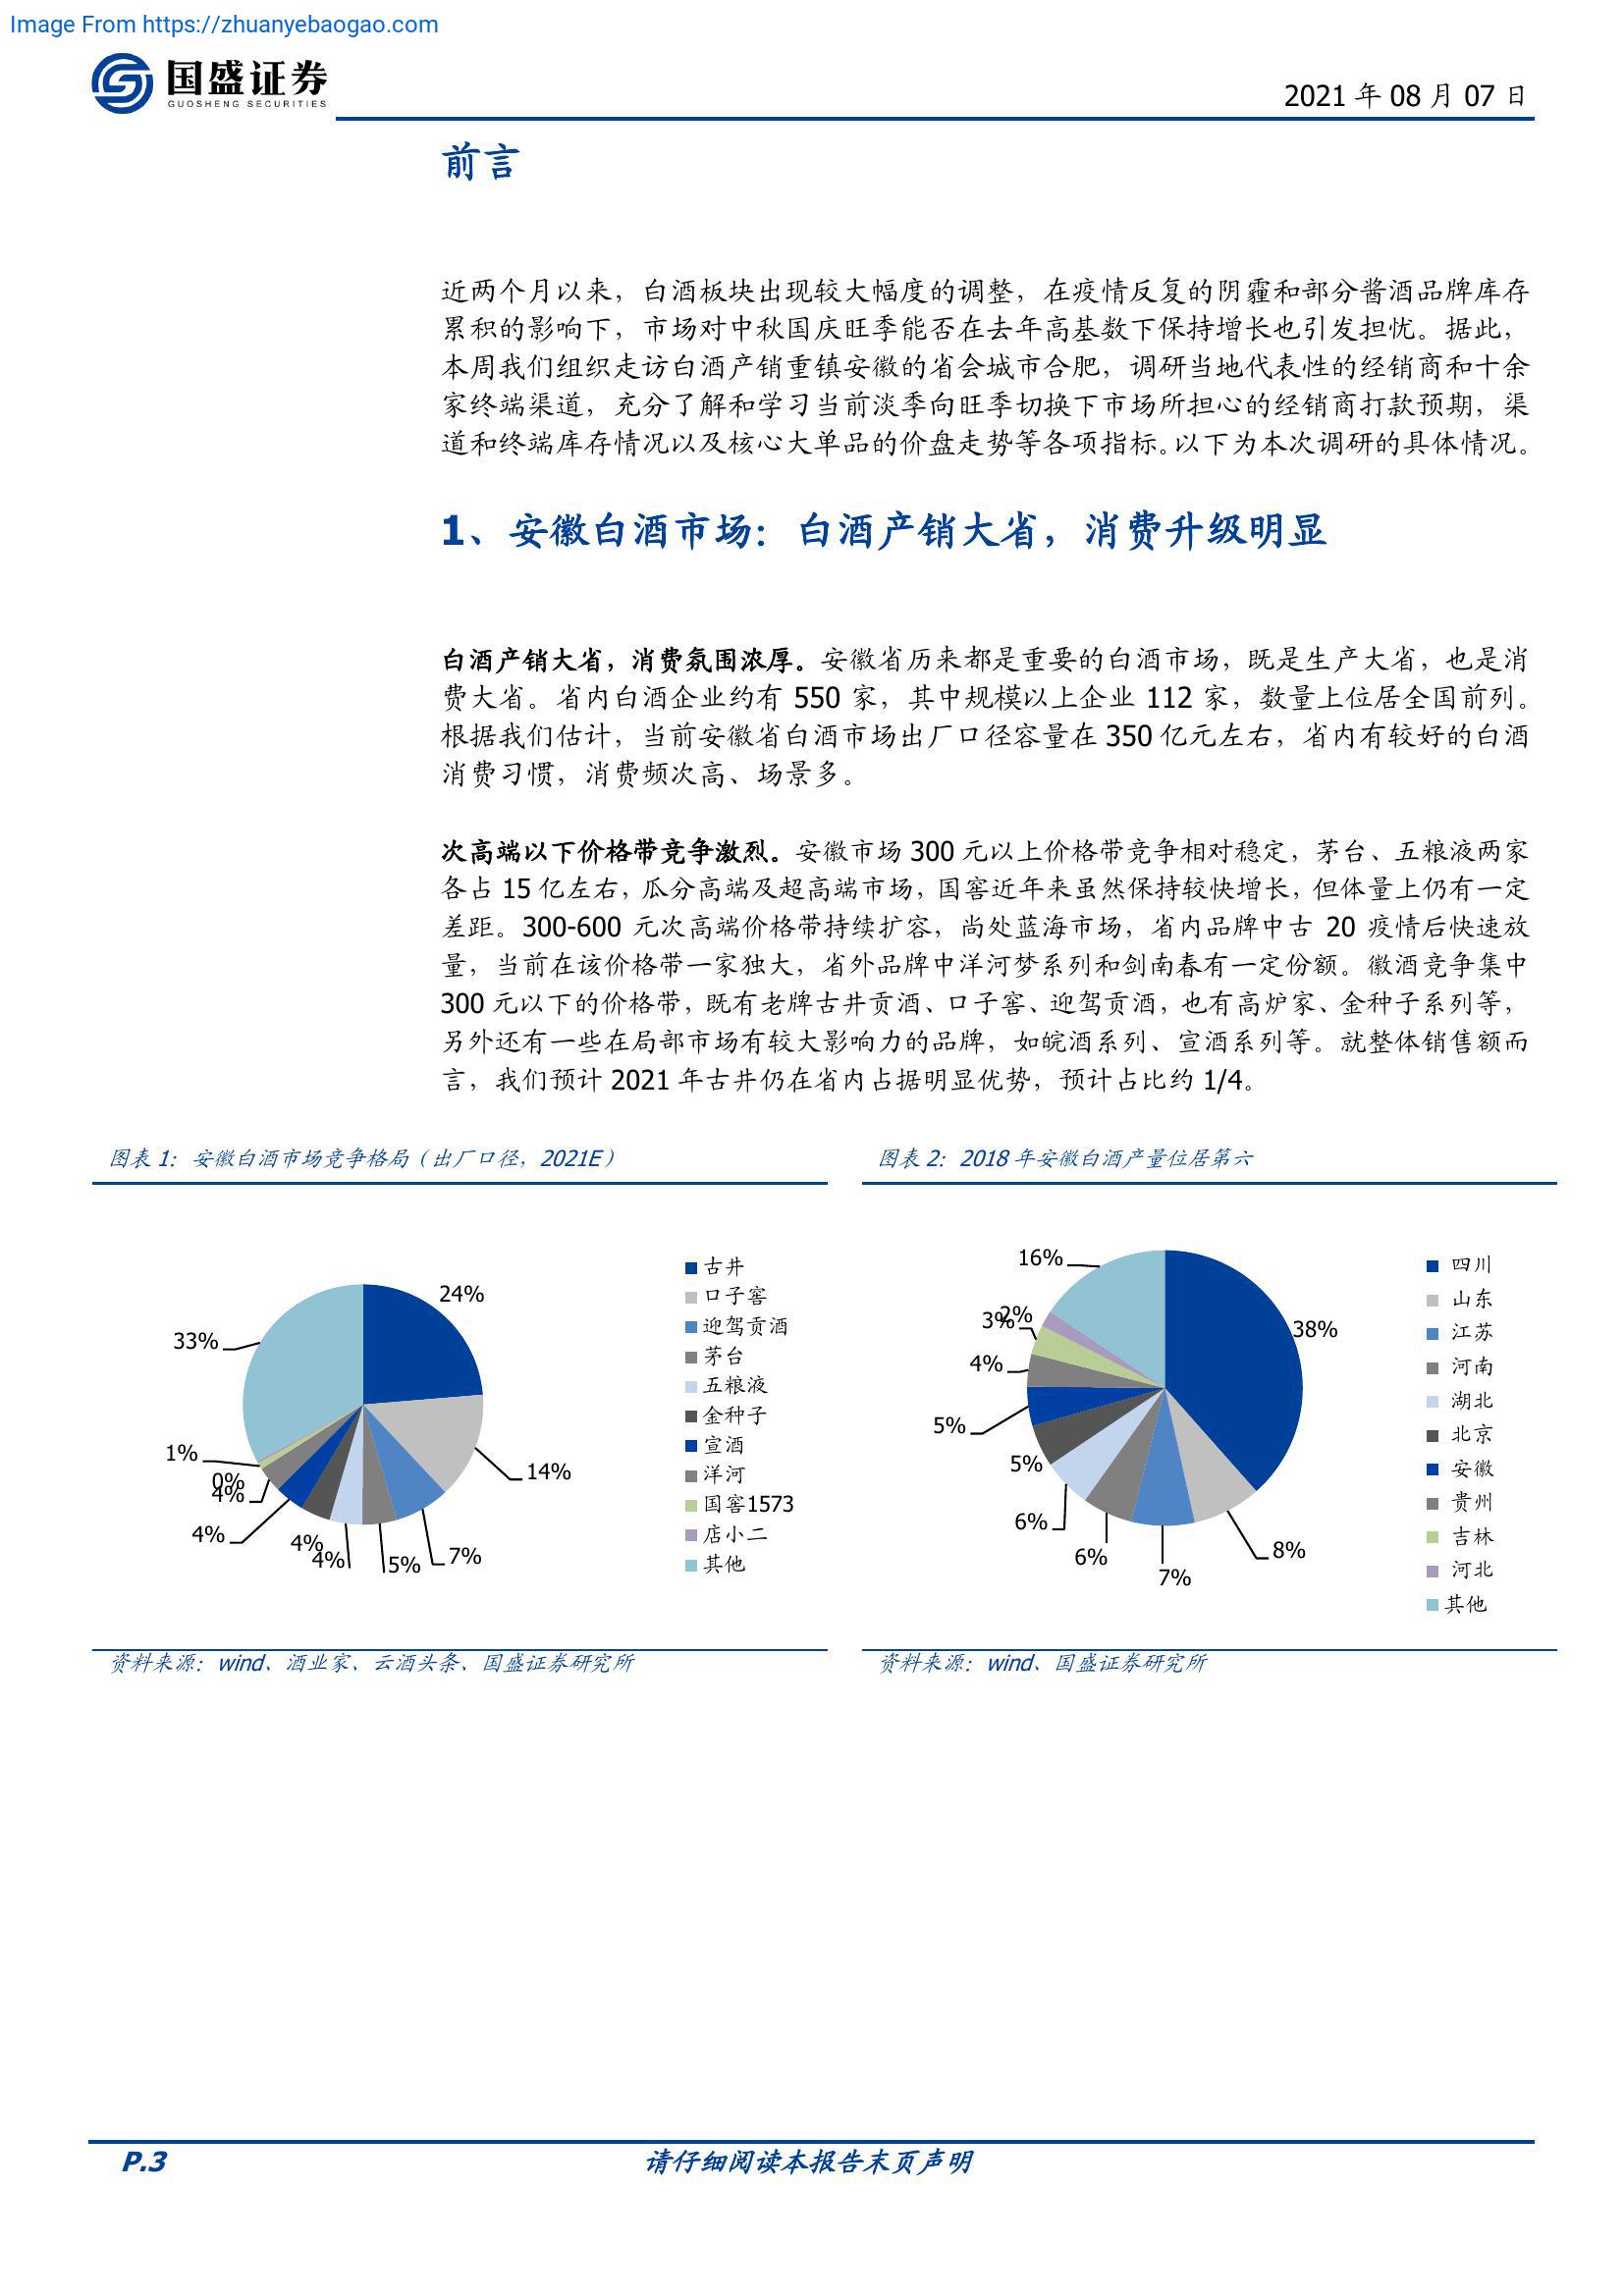 Image From https://zhuanyebaogao.com
国盛证券
GUOSHENG SECURITIES
2021 年 08 月 07 日
前言
近两个月以来，白酒板块出现较大幅度的调整，在疫情反复的阴霾和部分酱酒品牌库存
累积的影响下，市场对中秋国庆旺季能否在去年高基数下保持增长也引发担忧。据此，
本周我们组织走访白酒产销重镇安徽的省会城市合肥，调研当地代表性的经销商和十余
家终端渠道，充分了解和学习当前淡季向旺季切换下市场所担心的经销商打款预期，渠
道和终端库存情况以及核心大单品的价盘走势等各项指标。以下为本次调研的具体情况。
1、安徽白酒市场：白酒产销大省，消费升级明显
白酒产销大省，消费氛围浓厚。安徽省历来都是重要的白酒市场，既是生产大省，也是消
费大省。省内白酒企业约有 550 家，其中规模以上企业 112 家，数量上位居全国前列。
根据我们估计，当前安徽省白酒市场出厂口径容量在 350 亿元左右，省内有较好的白酒
消费习惯，消费频次高、场景多。
次高端以下价格带竞争激烈。安徽市场 300 元以上价格带竞争相对稳定，茅台、五粮液两家
各占 15 亿左右，瓜分高端及超高端市场，国窖近年来虽然保持较快增长，但体量上仍有一定
差距。300-600 元次高端价格带持续扩容，尚处蓝海市场，省内品牌中古 20 疫情后快速放
量，当前在该价格带一家独大，省外品牌中洋河梦系列和剑南春有一定份额。徽酒竞争集中
300 元以下的价格带，既有老牌古井贡酒、口子窖、迎驾贡酒，也有高炉家、金种子系列等，
另外还有一些在局部市场有较大影响力的品牌，如皖酒系列、宣酒系列等。就整体销售额而
言，我们预计 2021 年古井仍在省内占据明显优势，预计占比约 1/4。
图表 1：安徽白酒市场竞争格局（出厂口径，2021E）
24%
14%
7%
5%
4%
4%
4%
4%
0%
1%
33%
古井
口子窖
迎驾贡酒
茅台
五粮液
金种子
宣酒
洋河
国窖1573
店小二
其他
资料来源：wind、酒业家、云酒头条、国盛证券研究所
图表 2：2018 年安徽白酒产量位居第六
38%
8%
7%
6%
6%
5%
5%
4%
3%
2%
16%
四川
山东
江苏
河南
湖北
北京
安徽
贵州
吉林
河北
其他
资料来源：wind、国盛证券研究所
P.3
请仔细阅读本报告末页声明